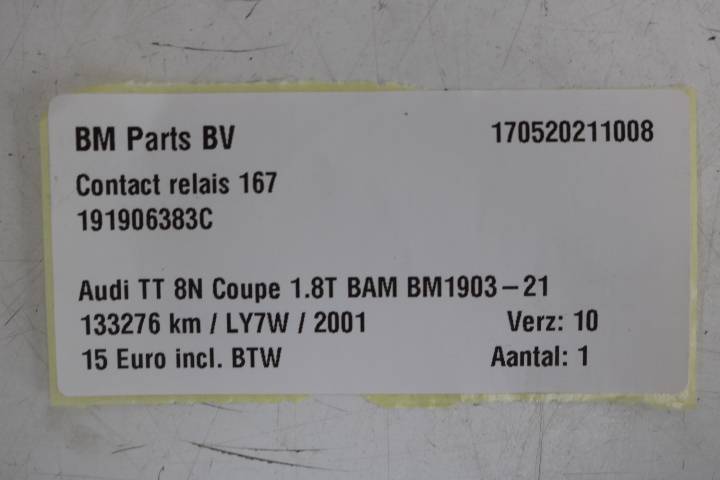 BM Parts BV 170520211008
Contact relais 167
191906383C
Audi TT 8N Coupe 1.8T BAM BM1903-21
133276 km / LY7W / 2001 Verz: 10
15 Euro incl. BTW Aantal: 1